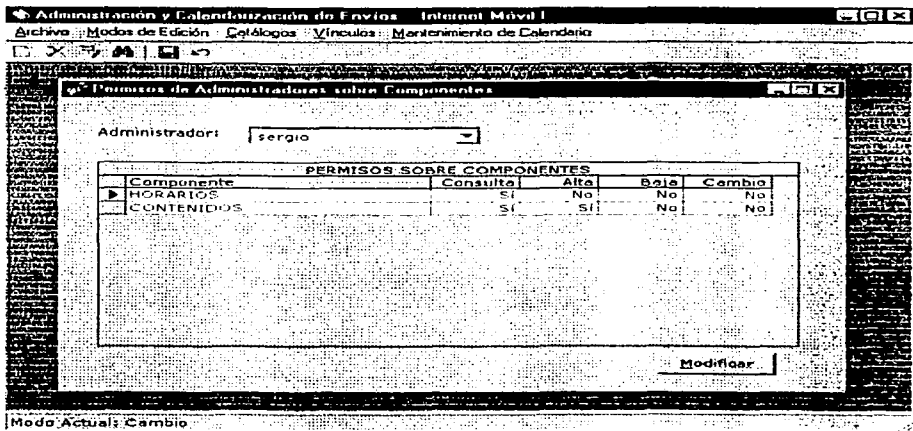 Administración y Calendarización de Envíos Internet Móvil !
Archivo Modos de Edición Catálogos Vínculos Mantenimiento de Calendario
Permisos de Administradores sobre Componentes
Administrador: sergio
PERMISOS SOBRE COMPONENTES
Componente Consulta Alta Baja Cambio
HORARIOS Sí No No No
CONTENIDOS Sí Sí No No
Modificar
Modo Actual: Cambio